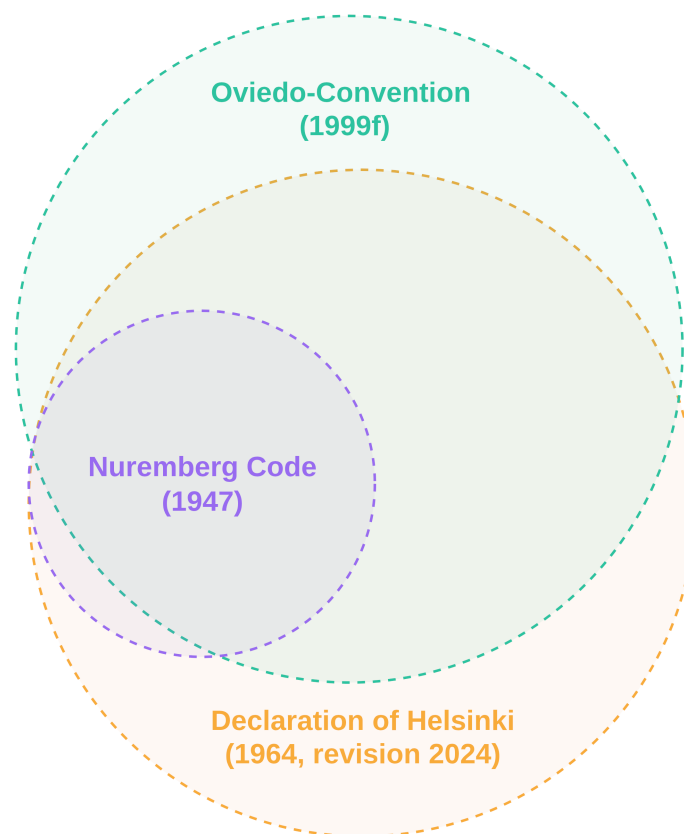 Oviedo-Convention
(1999f)
Nuremberg Code
(1947)
Declaration of Helsinki
(1964, revision 2024)